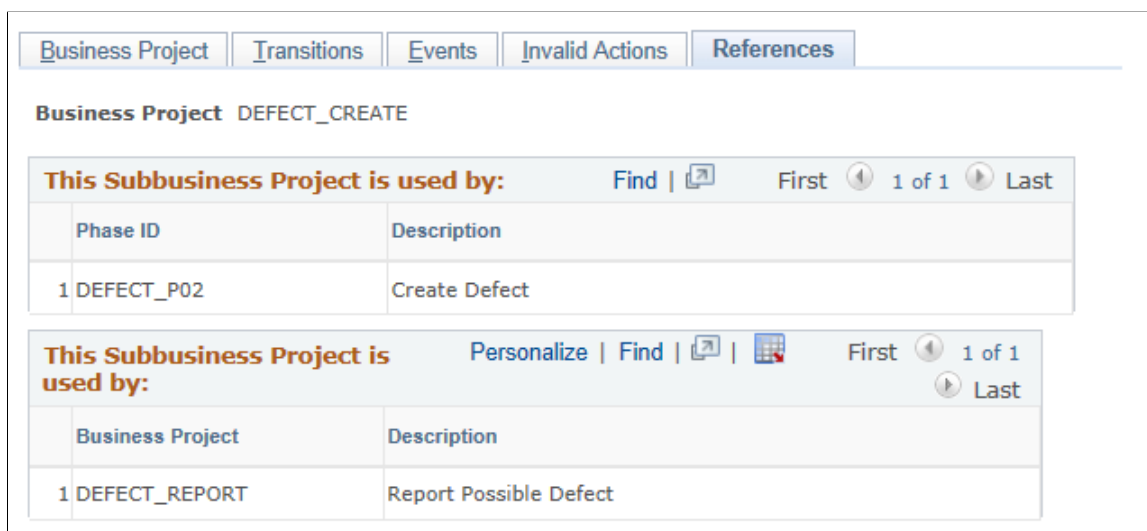 Business Project Transitions Events Invalid Actions References
Business Project DEFECT_CREATE
This Subbusiness Project is used by: Find | First 1 of 1 Last
Phase ID Description
1 DEFECT_P02 Create Defect
This Subbusiness Project is used by: Personalize | Find | | First 1 of 1 Last
Business Project Description
1 DEFECT_REPORT Report Possible Defect